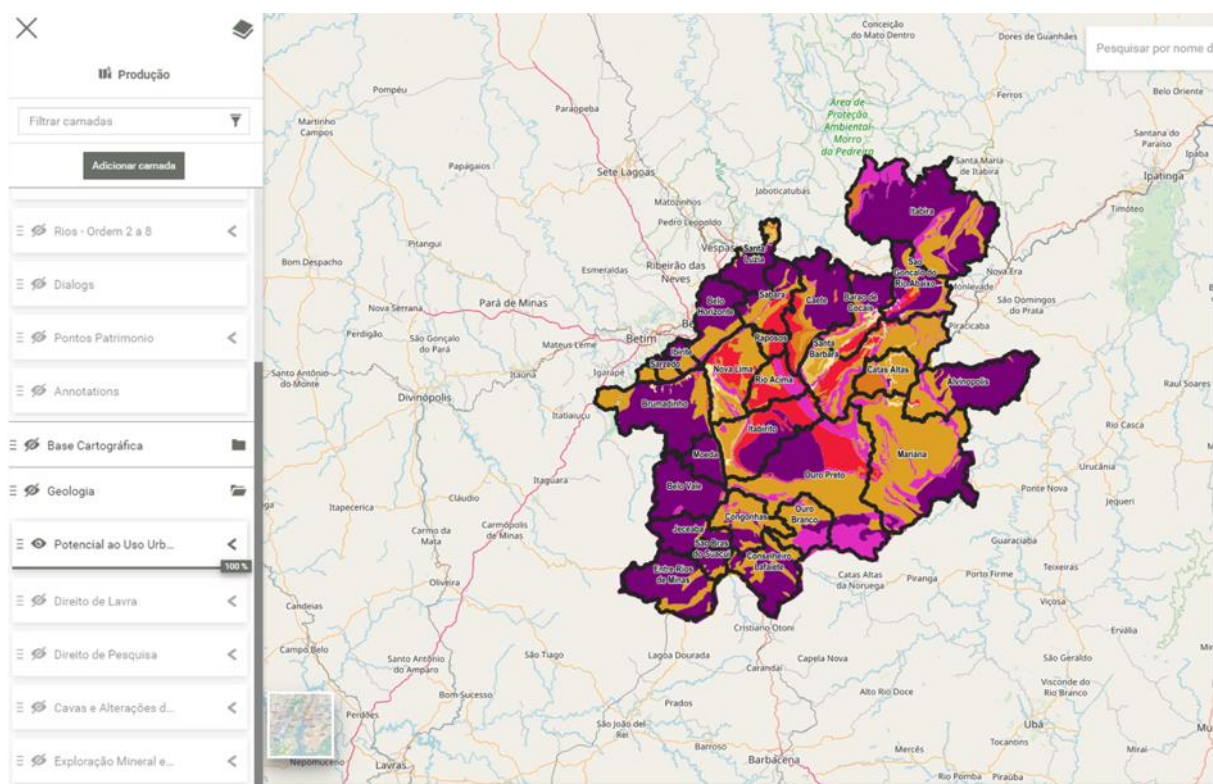 Produção
Filtrar camadas
Adicionar camada
Rios - Ordem 2 a 8
Dialogs
Pontos Patrimonio
Annotations
Base Cartográfica
Geologia
Potencial ao Uso Urb...
100 %
Direito de Lavra
Direito de Pesquisa
Cavas e Alterações d...
Exploração Mineral e...
Pesquisar por nome d
Conceição
do Mato Dentro
Dores de Guanhães
Pompéu
Paraopeba
Ferros
Belo Oriente
Martinho
Campos
Área de
Proteção
Ambiental
Morro
da Pedreira
Santana do
Paraíso
Ipaba
Papagaios
Sete Lagoas
Santa Maria
de Itabira
Ipatinga
Jaboticatubas
Matozinhos
Timóteo
Pedro Leopoldo
Itabira
Pitangui
Vespas
Santa
Luzia
Bom Despacho
Esmeraldas
Ribeirão das
Neves
São
Gonçalo do
Rio Abaixo
Nova Era
Monlevade
Pará de Minas
Sabará
Caeté
Barão de
Cocais
São Domingos
do Prata
Nova Serrana
Belo
Horizonte
Perdigão
São Gonçalo
do Pará
Mateus Leme
Betim
Be
Raposos
Piracicaba
Ibirité
Sarzedo
Santa
Barbara
Santo Antônio
do Monte
Itaúna
Igarapé
Nova Lima
Rio Acima
Catas Altas
Alvinopolis
Raul Soares
Divinópolis
Itatiaiuçu
Brumadinho
Itabirito
Rio Casca
Moeda
Mariana
Itaguara
Ouro Preto
Urucânia
Belo Vale
Ponte Nova
Jequeri
Itapecerica
Cláudio
Carmo da
Mata
Carmópolis
de Minas
Congonhas
Ouro
Branco
Jeceaba
Sao Bras
do Suacui
Conselheiro
Lafaiete
Guaraciaba
Oliveira
Entre Rios
de Minas
Catas Altas
da Noruega
Piranga
Porto Firme
Teixeiras
Candeias
Viçosa
Cristiano Otoni
Ervália
Campo Belo
Santo Antônio
do Amparo
São Tiago
Lagoa Dourada
Capela Nova
São Geraldo
Carandaí
Visconde do
Rio Branco
Bom Sucesso
Alto Rio Doce
Perdões
Prados
São João del
Rei
Ubá
Barroso
Mercês
Tocantins
Miraí
Nepomuceno
Lavras
Barbacena
Rio Pomba
Piraúba